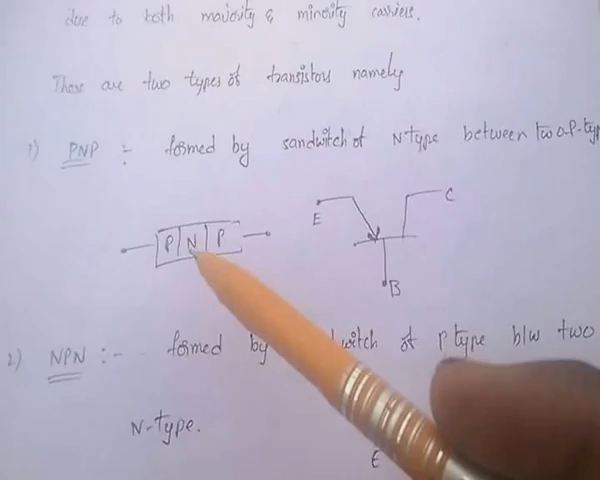 due to both majority & minority carriers.
There are two types of transistors namely
1) PNP :- formed by sandwitch of N-type between two P-typ
E
C
P N P
B
2) NPN :- formed by witch of P type b/w two
N-type.
E